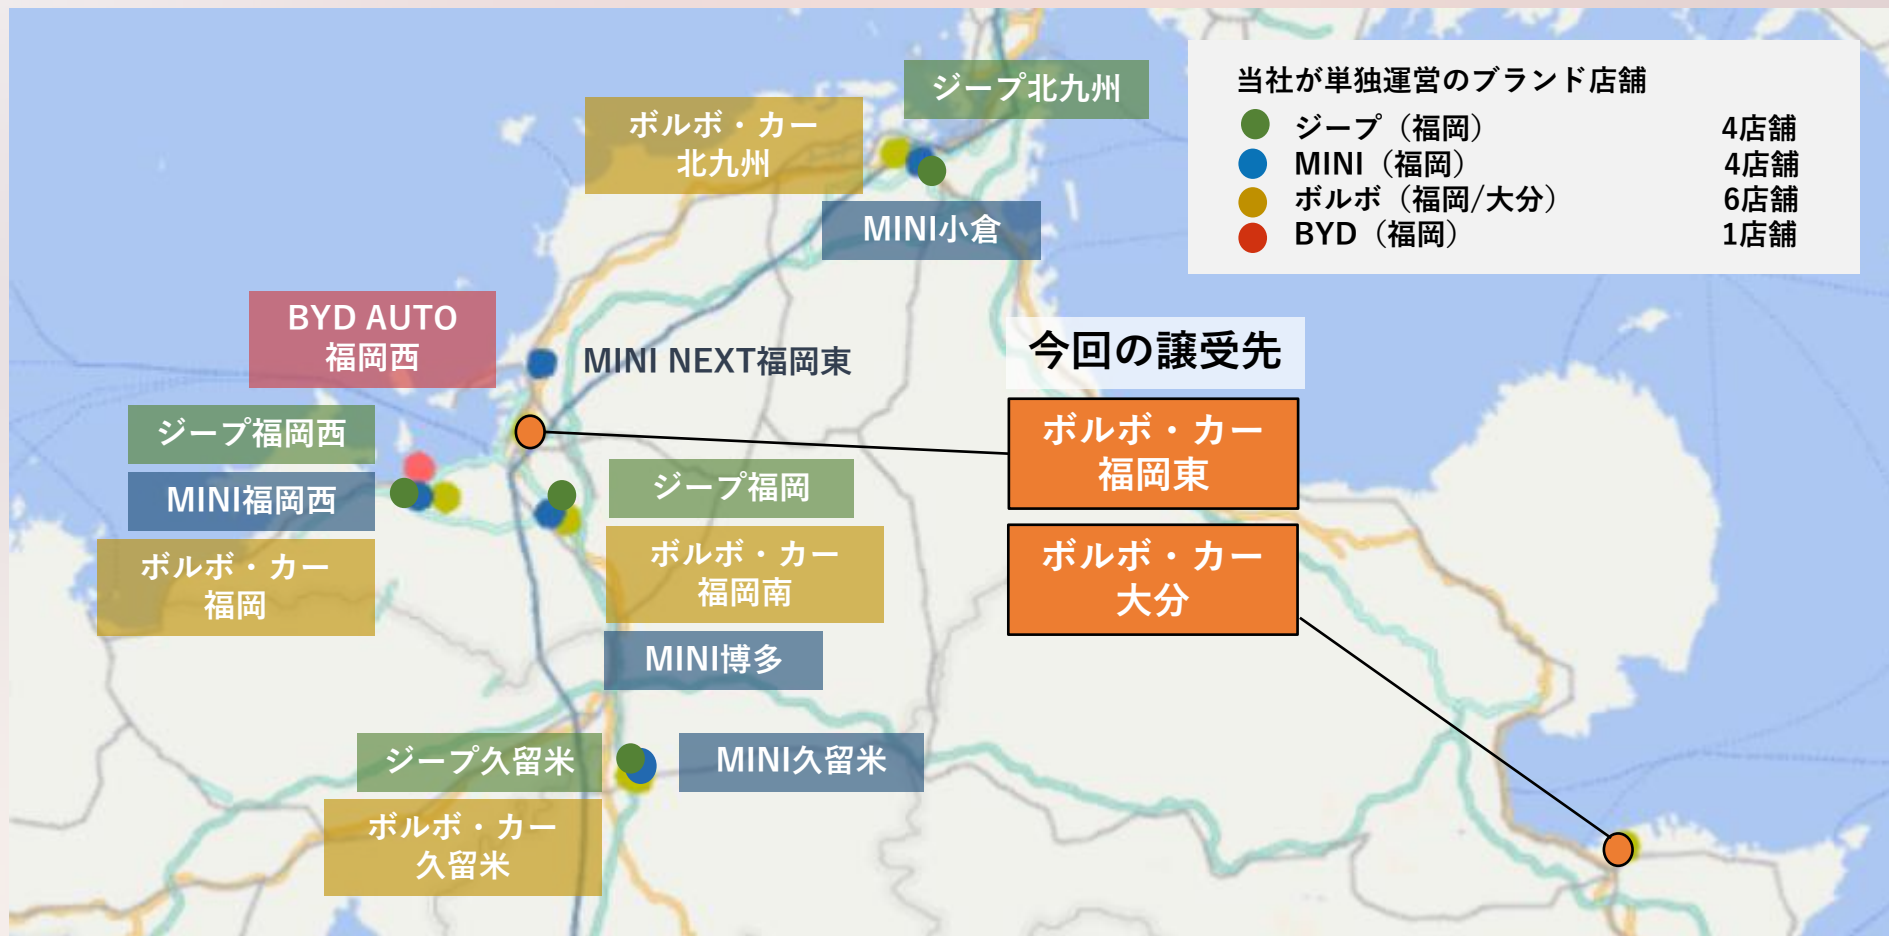 当社が単独運営のブランド店舗
ジープ（福岡） 4店舗
MINI（福岡） 4店舗
ボルボ（福岡/大分） 6店舗
BYD（福岡） 1店舗
ジープ北九州
ボルボ・カー
北九州
MINI小倉
BYD AUTO
福岡西
MINI NEXT福岡東
今回の譲受先
ボルボ・カー
福岡東
ボルボ・カー
大分
ジープ福岡西
MINI福岡西
ボルボ・カー
福岡
ジープ福岡
ボルボ・カー
福岡南
MINI博多
ジープ久留米
MINI久留米
ボルボ・カー
久留米